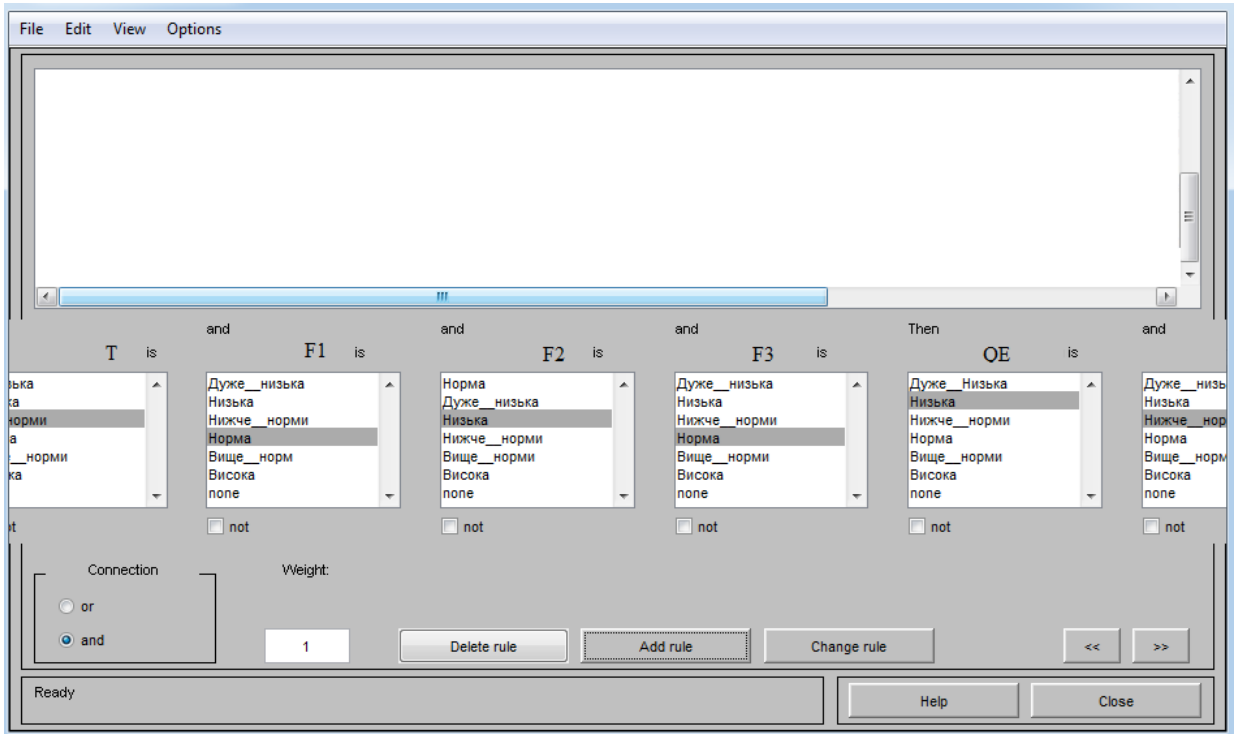 File Edit View Options
and and and Then and
T is F1 is F2 is F3 is OE is
Дуже__низька Норма Дуже__низька Дуже__Низька
Низька Дуже__низька Низька Низька Низька
норми Нижче__норми Низька Нижче__норми Нижче__норми
Норма Нижче__норми Норма Норма Норма
__норми Вище__норм Вище__норми Вище__норми Вище__норми
Висока Висока Висока Висока Висока
none none none none none
not not not not not
Connection Weight:
or
and 1 Delete rule Add rule Change rule << >>
Ready Help Close